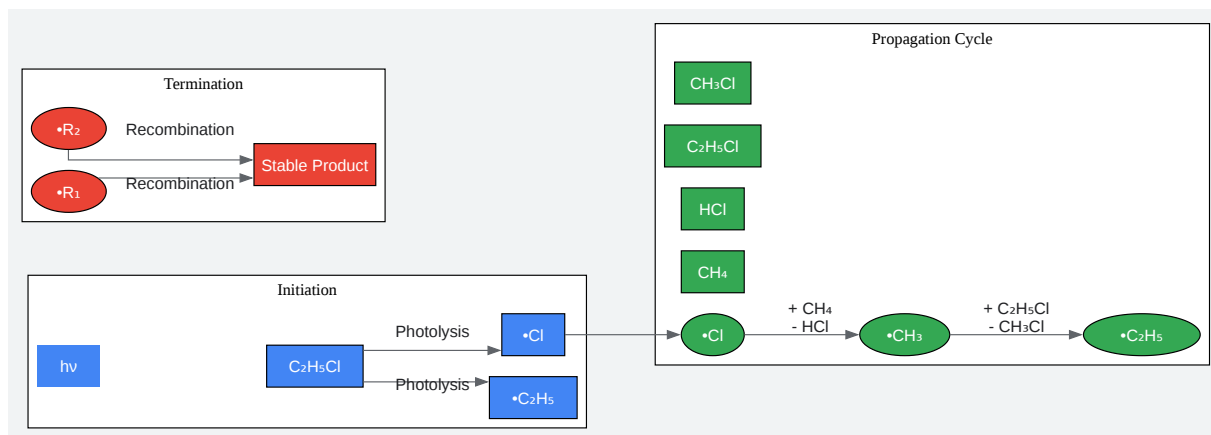 Termination
•R₂
Recombination
Stable Product
•R₁
Recombination
Initiation
hν
C₂H₅Cl
Photolysis
•Cl
Photolysis
•C₂H₅
Propagation Cycle
CH₃Cl
C₂H₅Cl
HCl
CH₄
•Cl
+ CH₄
- HCl
•CH₃
+ C₂H₅Cl
- CH₃Cl
•C₂H₅